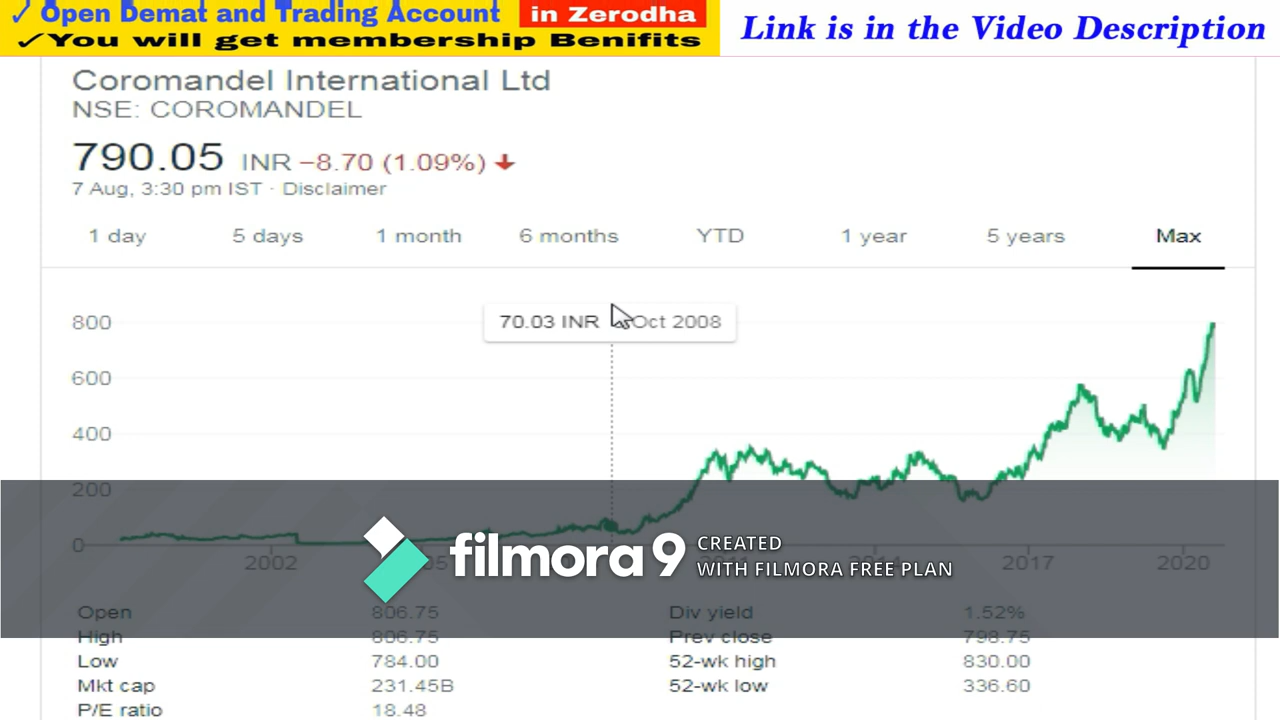 ✓ Open Demat and Trading Account in Zerodha
✓You will get membership Benifits
Link is in the Video Description
Coromandel International Ltd
NSE: COROMANDEL
790.05 INR −8.70 (1.09%) ↓
7 Aug, 3:30 pm IST · Disclaimer
1 day 5 days 1 month 6 months YTD 1 year 5 years Max
70.03 INR Oct 2008
800
600
400
200
0
2002 2014 2017 2020
filmora 9 CREATED
WITH FILMORA FREE PLAN
Open 806.75 Div yield 1.52%
High 806.75 Prev close 798.75
Low 784.00 52-wk high 830.00
Mkt cap 231.45B 52-wk low 336.60
P/E ratio 18.48